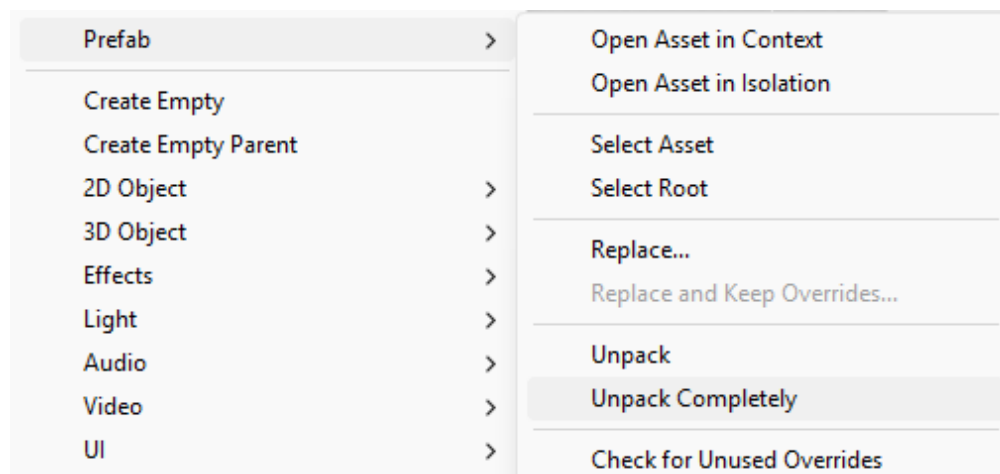 Prefab
Create Empty
Create Empty Parent
2D Object
3D Object
Effects
Light
Audio
Video
UI
Open Asset in Context
Open Asset in Isolation
Select Asset
Select Root
Replace...
Replace and Keep Overrides...
Unpack
Unpack Completely
Check for Unused Overrides